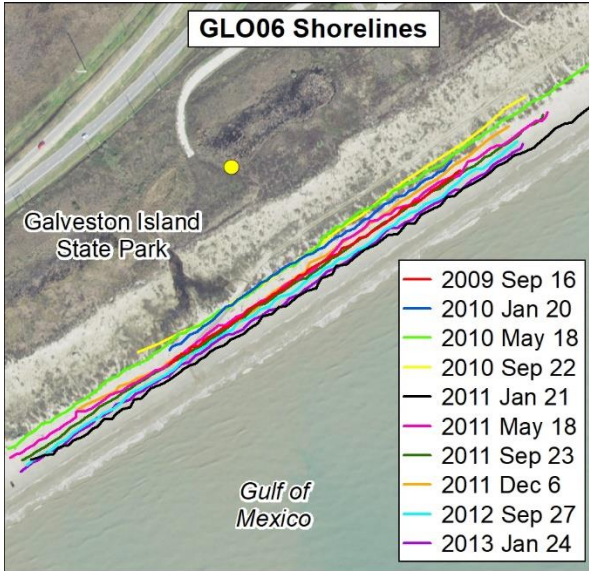 GLO06 Shorelines
Galveston Island
State Park
2009 Sep 16
2010 Jan 20
2010 May 18
2010 Sep 22
2011 Jan 21
2011 May 18
2011 Sep 23
2011 Dec 6
2012 Sep 27
2013 Jan 24
Gulf of
Mexico